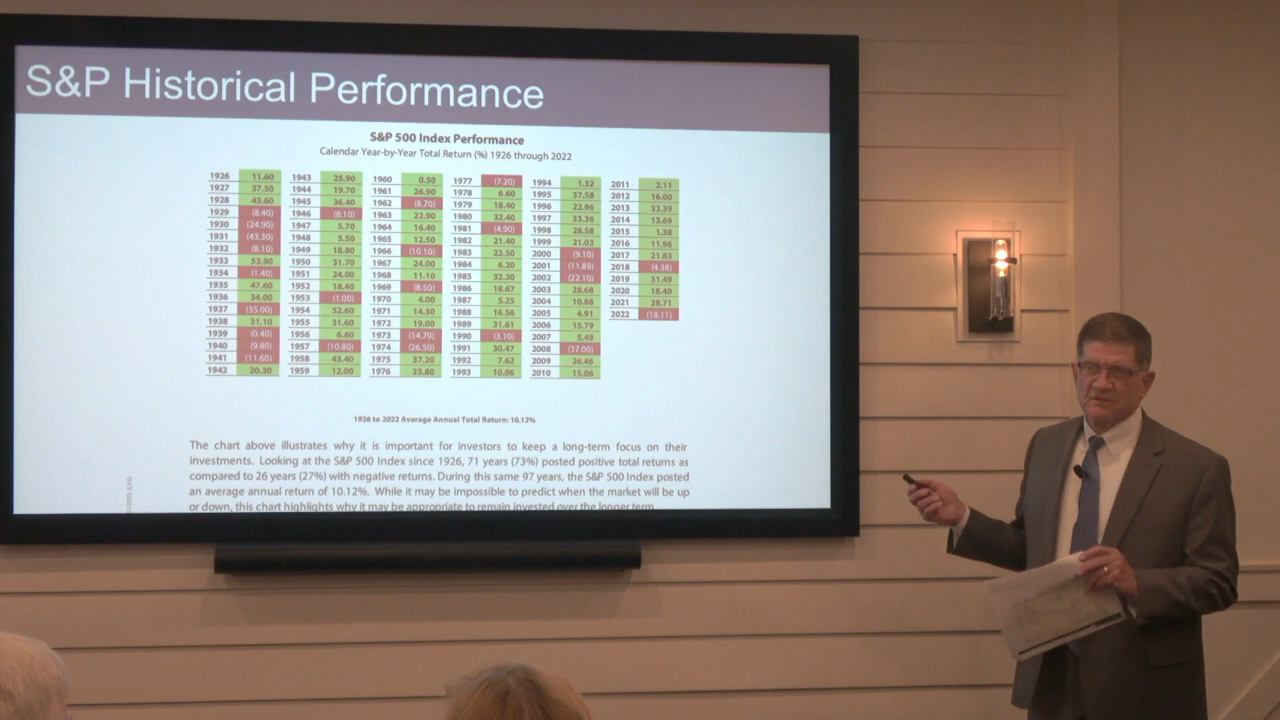 S&P Historical Performance
S&P 500 Index Performance
Calendar Year-by-Year Total Return (%) 1926 through 2022
1926 11.60 1943 25.90 1960 0.50 1977 (7.20) 1994 1.32 2011 2.11
1927 37.50 1944 19.70 1961 26.90 1978 6.60 1995 37.58 2012 16.00
1928 43.60 1945 36.40 1962 (8.70) 1979 18.40 1996 22.96 2013 32.39
1929 (8.40) 1946 (8.10) 1963 22.90 1980 32.40 1997 33.36 2014 13.69
1930 (24.90) 1947 5.70 1964 16.40 1981 (4.90) 1998 28.58 2015 1.38
1931 (43.30) 1948 5.50 1965 12.50 1982 21.40 1999 21.03 2016 11.96
1932 (8.10) 1949 18.80 1966 (10.10) 1983 22.50 2000 (9.10) 2017 21.83
1933 53.90 1950 31.70 1967 24.00 1984 6.20 2001 (11.89) 2018 (4.38)
1934 (1.40) 1951 24.00 1968 11.10 1985 32.20 2002 (22.10) 2019 31.49
1935 47.60 1952 18.40 1969 (8.50) 1986 18.67 2003 28.68 2020 18.40
1936 34.00 1953 (1.00) 1970 4.00 1987 5.25 2004 10.88 2021 28.71
1937 (35.00) 1954 52.60 1971 14.30 1988 16.56 2005 4.91 2022 (18.11)
1938 31.10 1955 31.60 1972 19.00 1989 31.61 2006 15.79
1939 (0.40) 1956 6.60 1973 (14.70) 1990 (3.10) 2007 5.49
1940 (9.80) 1957 (10.80) 1974 (26.50) 1991 30.47 2008 (37.00)
1941 (11.60) 1958 43.40 1975 37.20 1992 7.62 2009 26.46
1942 20.30 1959 12.00 1976 23.80 1993 10.06 2010 15.06
1926 to 2022 Average Annual Total Return: 10.12%
The chart above illustrates why it is important for investors to keep a long-term focus on their
investments. Looking at the S&P 500 Index since 1926, 71 years (73%) posted positive total returns as
compared to 26 years (27%) with negative returns. During this same 97 years, the S&P 500 Index posted
an average annual return of 10.12%. While it may be impossible to predict when the market will be up
or down, this chart highlights why it may be appropriate to remain invested over the longer term.